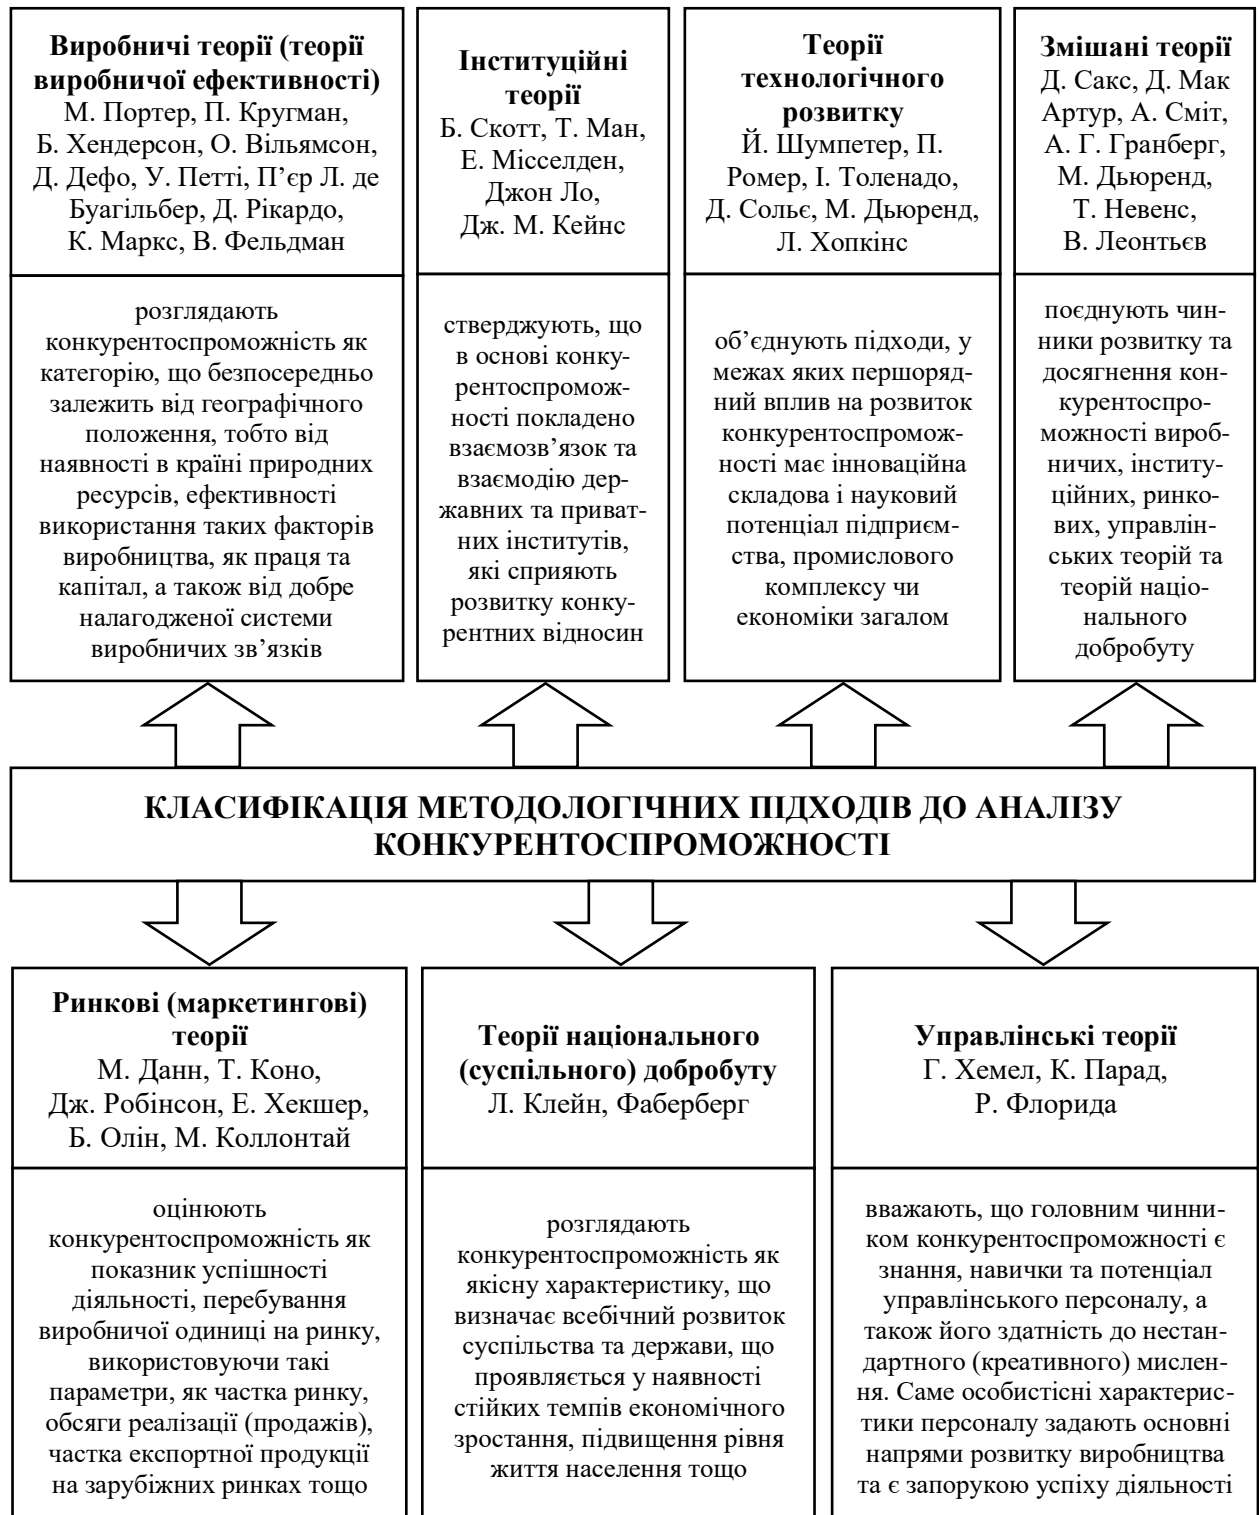 Виробничі теорії (теорії
виробничої ефективності)
М. Портер, П. Кругман,
Б. Хендерсон, О. Вільямсон,
Д. Дефо, У. Петті, П’єр Л. де
Буагільбер, Д. Рікардо,
К. Маркс, В. Фельдман
розглядають
конкурентоспроможність як
категорію, що безпосередньо
залежить від географічного
положення, тобто від
наявності в країні природних
ресурсів, ефективності
використання таких факторів
виробництва, як праця та
капітал, а також від добре
налагодженої системи
виробничих зв’язків
Інституційні
теорії
Б. Скотт, Т. Ман,
Е. Місселден,
Джон Ло,
Дж. М. Кейнс
стверджують, що
в основі конку-
рентоспромож-
ності покладено
взаємозв’язок та
взаємодію дер-
жавних та приват-
них інститутів,
які сприяють
розвитку конку-
рентних відносин
Теорії
технологічного
розвитку
Й. Шумпетер, П.
Ромер, І. Толенадо,
Д. Сольє, М. Дьюренд,
Л. Хопкінс
об’єднують підходи, у
межах яких першоряд-
ний вплив на розвиток
конкурентоспромож-
ності має інноваційна
складова і науковий
потенціал підприєм-
ства, промислового
комплексу чи
економіки загалом
Змішані теорії
Д. Сакс, Д. Мак
Артур, А. Сміт,
А. Г. Гранберг,
М. Дьюренд,
Т. Невенс,
В. Леонтьєв
поєднують чин-
ники розвитку та
досягнення кон-
курентоспро-
можності вироб-
ничих, інститу-
ційних, ринко-
вих, управлін-
ських теорій та
теорій націо-
нального
добробуту
КЛАСИФІКАЦІЯ МЕТОДОЛОГІЧНИХ ПІДХОДІВ ДО АНАЛІЗУ
КОНКУРЕНТОСПРОМОЖНОСТІ
Ринкові (маркетингові)
теорії
М. Данн, Т. Коно,
Дж. Робінсон, Е. Хекшер,
Б. Олін, М. Коллонтай
оцінюють
конкурентоспроможність як
показник успішності
діяльності, перебування
виробничої одиниці на ринку,
використовуючи такі
параметри, як частка ринку,
обсяги реалізації (продажів),
частка експортної продукції
на зарубіжних ринках тощо
Теорії національного
(суспільного) добробуту
Л. Клейн, Фаберберг
розглядають
конкурентоспроможність як
якісну характеристику, що
визначає всебічний розвиток
суспільства та держави, що
проявляється у наявності
стійких темпів економічного
зростання, підвищення рівня
життя населення тощо
Управлінські теорії
Г. Хемел, К. Парад,
Р. Флорида
вважають, що головним чинни-
ком конкурентоспроможності є
знання, навички та потенціал
управлінського персоналу, а
також його здатність до нестан-
дартного (креативного) мислен-
ня. Саме особистісні характерис-
тики персоналу задають основні
напрями розвитку виробництва
та є запорукою успіху діяльності